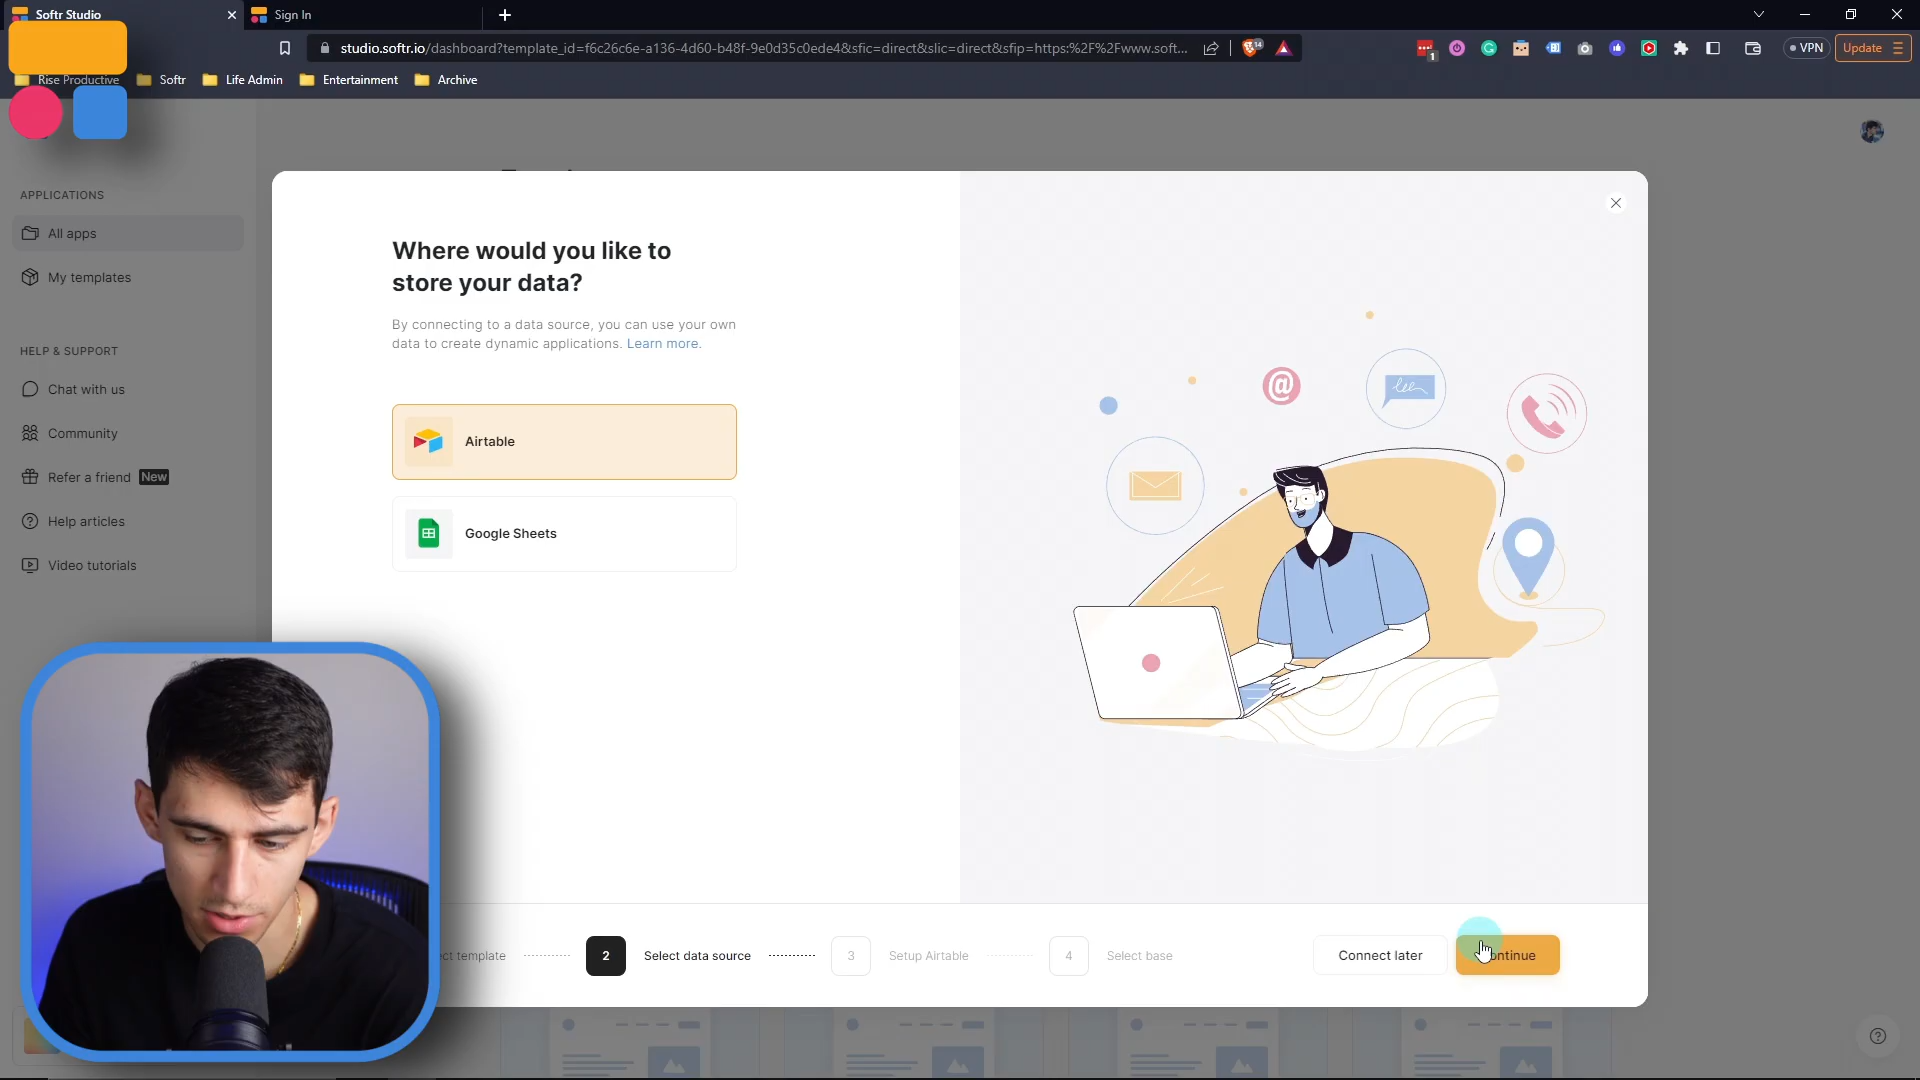 Softr Studio
Sign In
studio.softr.io/dashboard?template_id=f6c26c6e-a136-4d60-b48f-9e0d35c0ede4&sfic=direct&slic=direct&sfip=https:%2F%2Fwww.soft...
14
1
VPN
Update
Rise Productive
Softr
Life Admin
Entertainment
Archive
APPLICATIONS
All apps
My templates
HELP & SUPPORT
Chat with us
Community
Refer a friend New
Help articles
Video tutorials
Where would you like to
store your data?
By connecting to a data source, you can use your own
data to create dynamic applications. Learn more.
Airtable
Google Sheets
@
ct template
2 Select data source
3 Setup Airtable
4 Select base
Connect later
ontinue